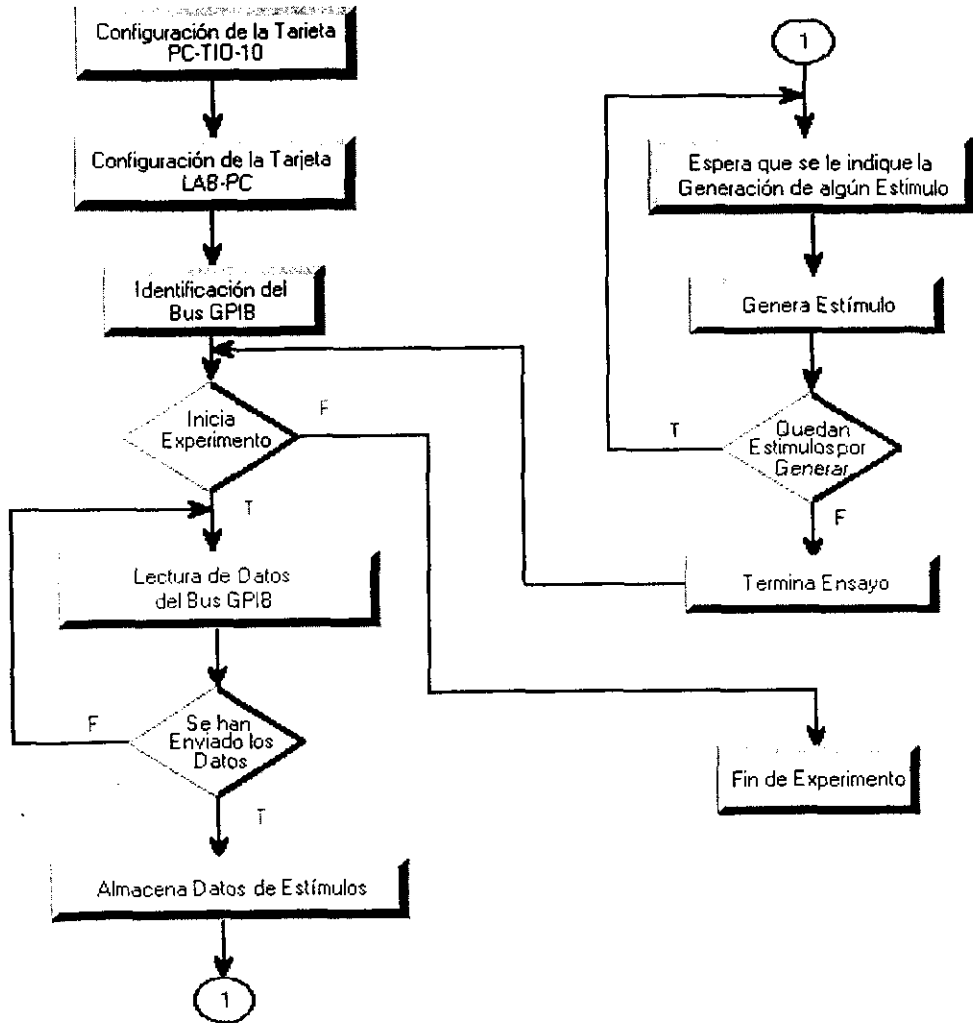 Configuración de la Tarjeta
PC-TIO-10
Configuración de la Tarjeta
LAB-PC
Identificación del
Bus GPIB
Inicia
Experimento
F
T
Lectura de Datos
del Bus GPIB
F
Se han
Enviado los
Datos
T
Almacena Datos de Estímulos
1
1
Espera que se le indique la
Generación de algún Estímulo
Genera Estímulo
T
Quedan
Estimulos por
Generar
F
Termina Ensayo
Fin de Experimento